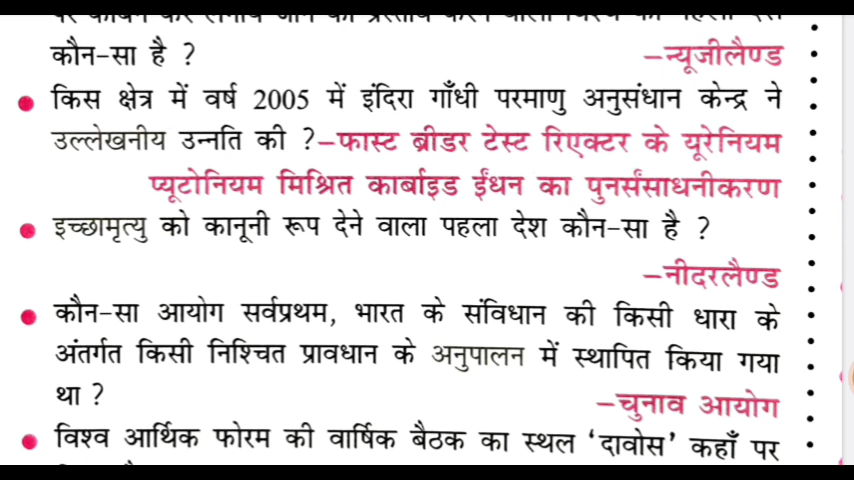 कौन-सा है ?
–न्यूजीलैण्ड
किस क्षेत्र में वर्ष 2005 में इंदिरा गाँधी परमाणु अनुसंधान केन्द्र ने
उल्लेखनीय उन्नति की ?–फास्ट ब्रीडर टेस्ट रिएक्टर के यूरेनियम
प्यूटोनियम मिश्रित कार्बाइड ईंधन का पुनर्संसाधनीकरण
इच्छामृत्यु को कानूनी रूप देने वाला पहला देश कौन-सा है ?
–नीदरलैण्ड
कौन-सा आयोग सर्वप्रथम, भारत के संविधान की किसी धारा के
अंतर्गत किसी निश्चित प्रावधान के अनुपालन में स्थापित किया गया
था ?
–चुनाव आयोग
विश्व आर्थिक फोरम की वार्षिक बैठक का स्थल ‘दावोस’ कहाँ पर